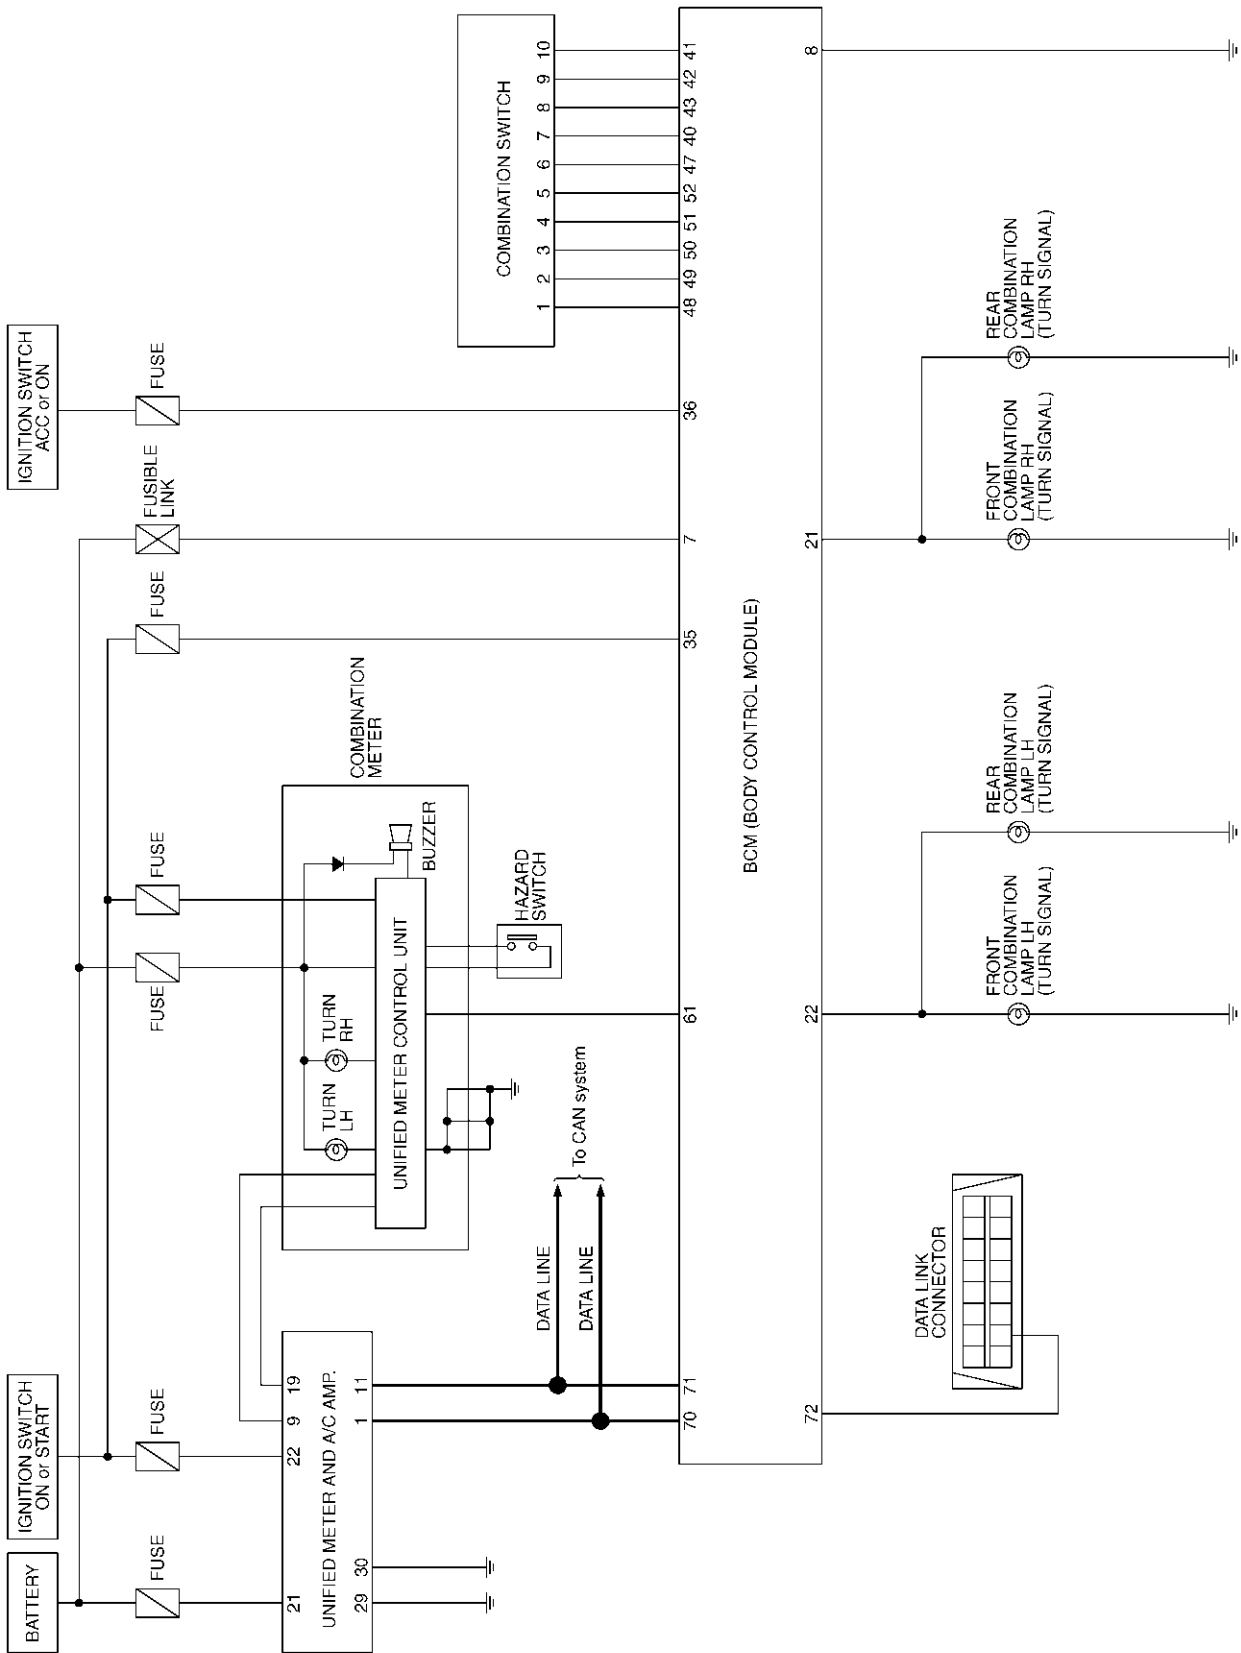 BATTERY
IGNITION SWITCH
ON or START
IGNITION SWITCH
ACC or ON
FUSE
FUSE
FUSE
FUSE
FUSE
FUSIBLE
LINK
FUSE
21
22
9
19
UNIFIED METER AND A/C AMP.
29
30
1
11
COMBINATION
METER
TURN
LH
TURN
RH
BUZZER
UNIFIED METER CONTROL UNIT
HAZARD
SWITCH
DATA LINE
DATA LINE
To CAN system
COMBINATION SWITCH
1
2
3
4
5
6
7
8
9
10
70
71
61
35
7
36
48
49
50
51
52
47
40
43
42
41
BCM (BODY CONTROL MODULE)
72
22
21
8
DATA LINK
CONNECTOR
FRONT
COMBINATION
LAMP LH
(TURN SIGNAL)
REAR
COMBINATION
LAMP LH
(TURN SIGNAL)
FRONT
COMBINATION
LAMP RH
(TURN SIGNAL)
REAR
COMBINATION
LAMP RH
(TURN SIGNAL)